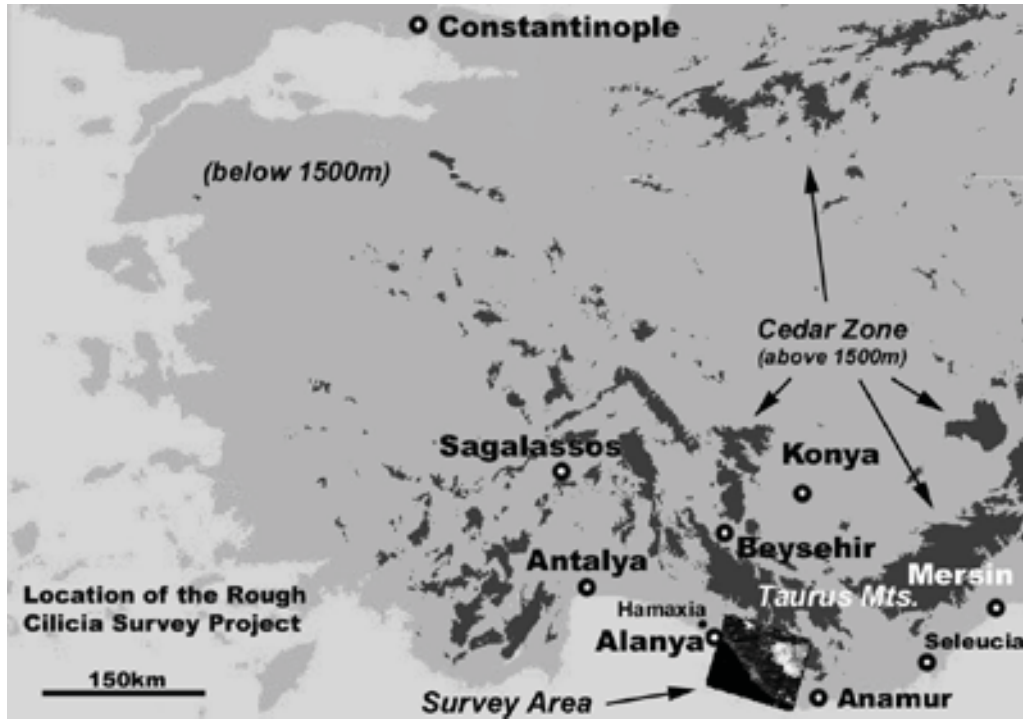 Constantinople
(below 1500m)
Cedar Zone
(above 1500m)
Sagalassos
Konya
Beysehir
Antalya
Mersin
Taurus Mts.
Location of the Rough
Cilicia Survey Project
Hamaxia
Alanya
Seleucia
150km
Survey Area
Anamur